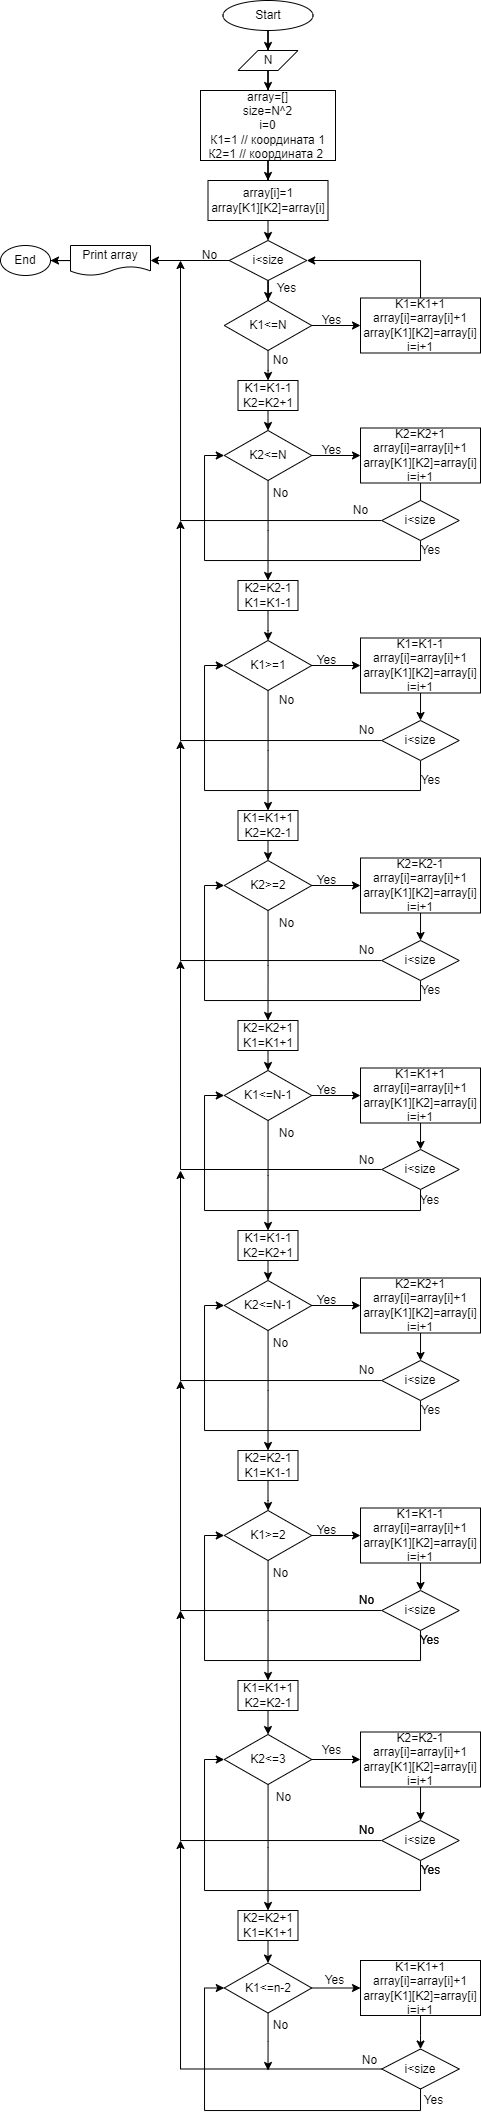 Start
N
array=[]
size=N^2
i=0
К1=1 // координата 1
К2=1 // координата 2
array[i]=1
array[K1][K2]=array[i]
End
Print array
No
i<size
Yes
K1<=N
Yes
K1=K1+1
array[i]=array[i]+1
array[K1][K2]=array[i]
i=i+1
No
K1=K1-1
K2=K2+1
K2<=N
Yes
K2=K2+1
array[i]=array[i]+1
array[K1][K2]=array[i]
i=i+1
No
No
i<size
Yes
K2=K2-1
K1=K1-1
K1>=1
Yes
K1=K1-1
array[i]=array[i]+1
array[K1][K2]=array[i]
i=i+1
No
No
i<size
Yes
K1=K1+1
K2=K2-1
K2>=2
Yes
K2=K2-1
array[i]=array[i]+1
array[K1][K2]=array[i]
i=i+1
No
No
i<size
Yes
K2=K2+1
K1=K1+1
K1<=N-1
Yes
K1=K1+1
array[i]=array[i]+1
array[K1][K2]=array[i]
i=i+1
No
No
i<size
Yes
K1=K1-1
K2=K2+1
K2<=N-1
Yes
K2=K2+1
array[i]=array[i]+1
array[K1][K2]=array[i]
i=i+1
No
No
i<size
Yes
K2=K2-1
K1=K1-1
K1>=2
Yes
K1=K1-1
array[i]=array[i]+1
array[K1][K2]=array[i]
i=i+1
No
No
i<size
Yes
K1=K1+1
K2=K2-1
K2<=3
Yes
K2=K2-1
array[i]=array[i]+1
array[K1][K2]=array[i]
i=i+1
No
No
i<size
Yes
K2=K2+1
K1=K1+1
K1<=n-2
Yes
K1=K1+1
array[i]=array[i]+1
array[K1][K2]=array[i]
i=i+1
No
No
i<size
Yes